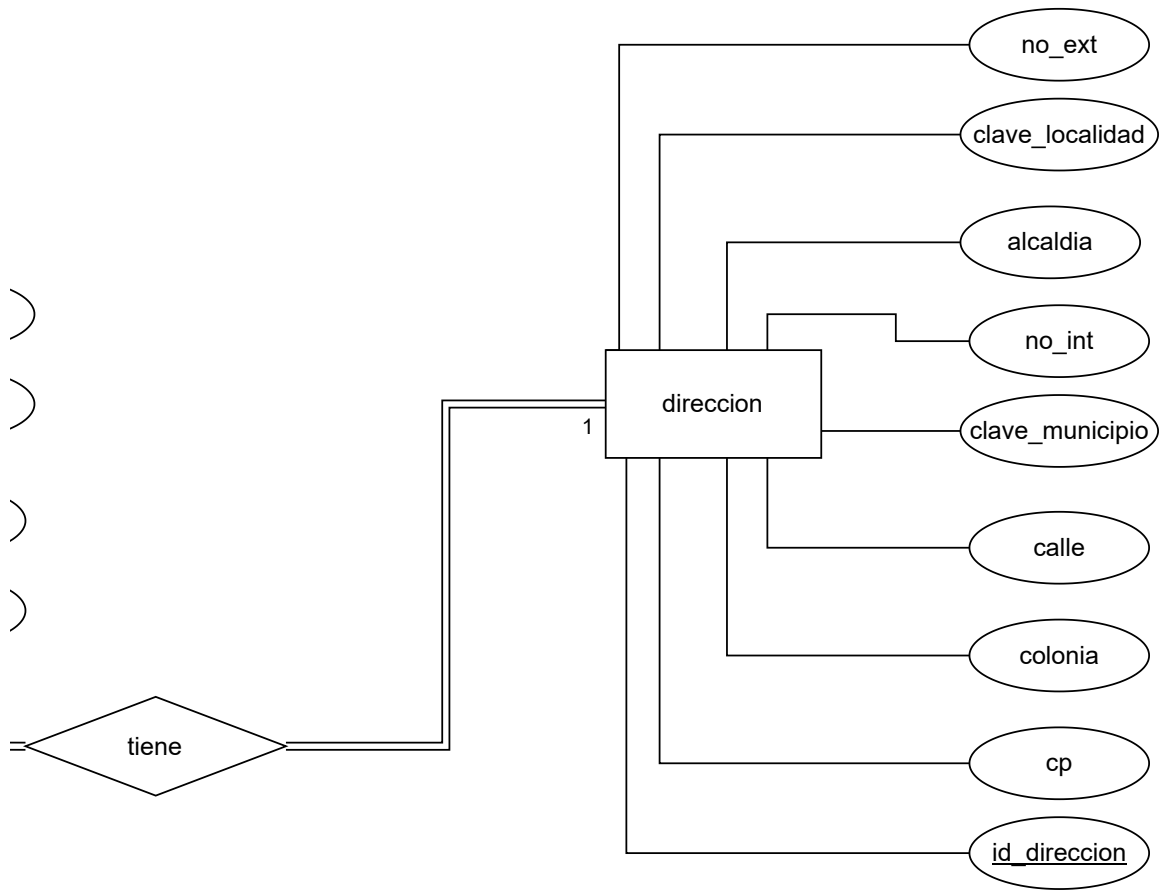 no_ext
clave_localidad
alcaldia
no_int
direccion
1
clave_municipio
calle
colonia
tiene
cp
id_direccion